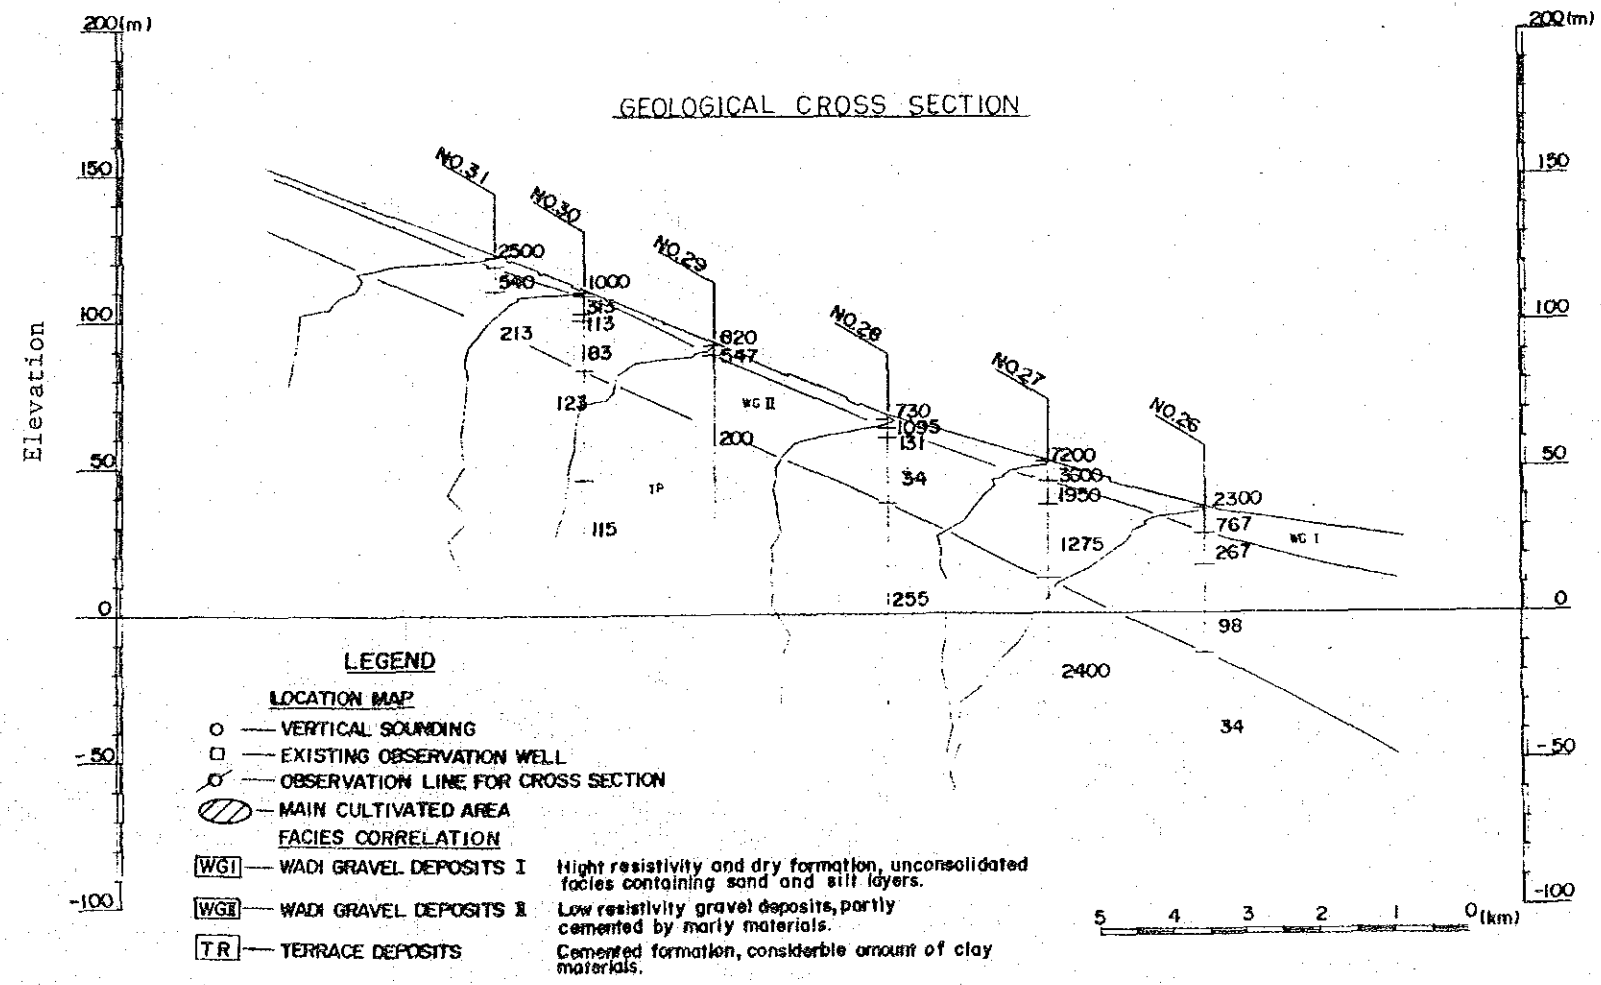 200(m)
200(m)
GEOLOGICAL CROSS SECTION
150
150
NO.31
NO.30
NO.29
NO.28
NO.27
NO.26
2500
540
1000
313
113
213
83
123
115
820
547
WG II
200
TP
730
1095
131
34
255
7200
3600
1950
1275
2400
2300
767
267
WG I
98
34
100
100
Elevation
50
50
0
0
LEGEND
LOCATION MAP
VERTICAL SOUNDING
EXISTING OBSERVATION WELL
OBSERVATION LINE FOR CROSS SECTION
MAIN CULTIVATED AREA
FACIES CORRELATION
WGI — WADI GRAVEL DEPOSITS I Hight resistivity and dry formation, unconsolidated
facies containing sand and silt layers.
WGII — WADI GRAVEL DEPOSITS II Low resistivity gravel deposits, partly
cemented by marly materials.
TR — TERRACE DEPOSITS Cemented formation, considerble amount of clay
materials.
-50
-50
-100
-100
5 4 3 2 1 0 (km)